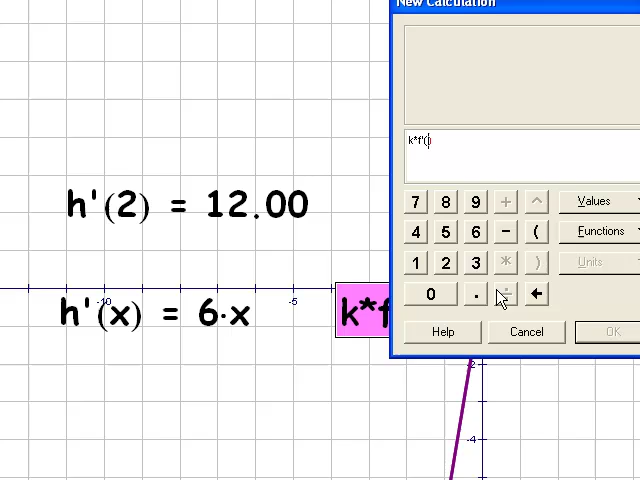 New Calculation
k*f'()
7 8 9 + ^ Values
h'(2) = 12.00
4 5 6 − ( Functions
1 2 3 * ) Units
-10 -5
0 . ÷
h'(x) = 6·x
k*f
Help Cancel OK
-2
-4